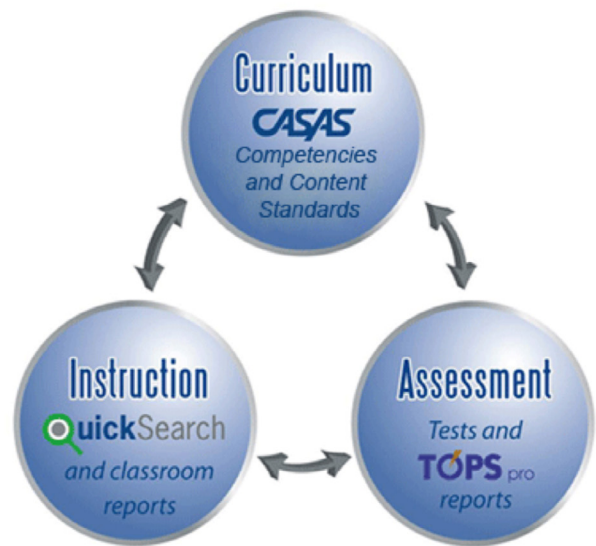 Curriculum
CASAS
Competencies
and Content
Standards
Instruction
QuickSearch
and classroom
reports
Assessment
Tests and
TOPS pro
reports